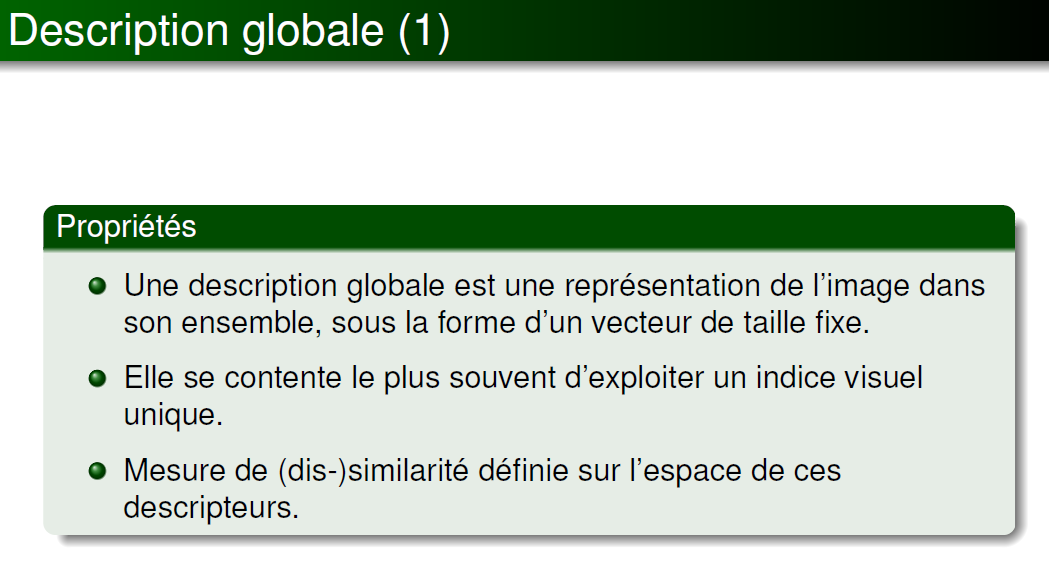 Description globale (1)
Propriétés
Une description globale est une représentation de l'image dans
son ensemble, sous la forme d'un vecteur de taille fixe.
Elle se contente le plus souvent d'exploiter un indice visuel
unique.
Mesure de (dis-)similarité définie sur l'espace de ces
descripteurs.